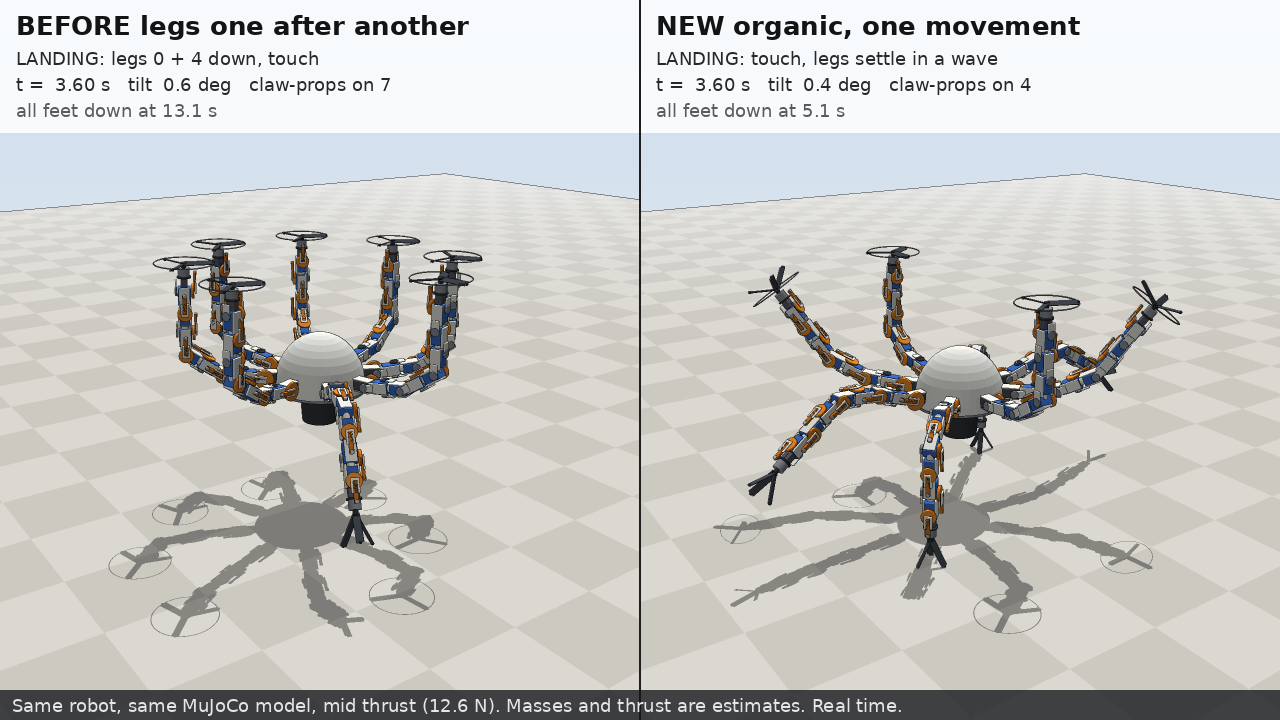 BEFORE legs one after another
LANDING: legs 0 + 4 down, touch
t =  3.60 s   tilt  0.6 deg   claw-props on 7
all feet down at 13.1 s
NEW organic, one movement
LANDING: touch, legs settle in a wave
t =  3.60 s   tilt  0.4 deg   claw-props on 4
all feet down at 5.1 s
Same robot, same MuJoCo model, mid thrust (12.6 N). Masses and thrust are estimates. Real time.